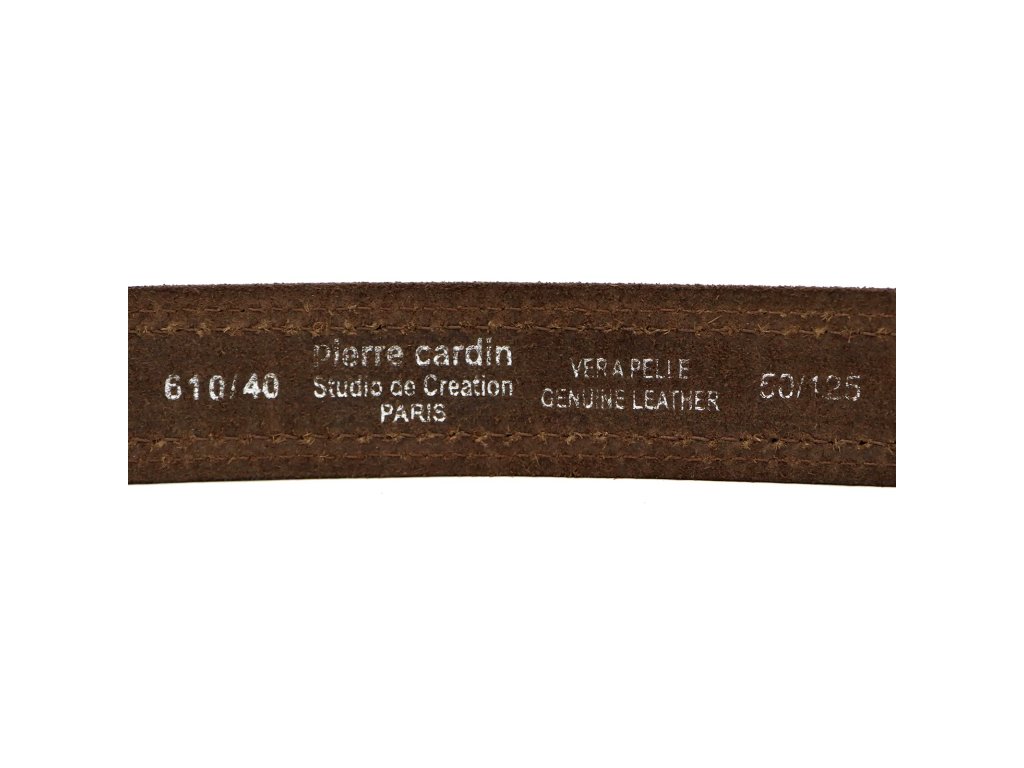 610/40
pierre cardin
Studio de Creation
PARIS
VERA PELLE
GENUINE LEATHER
50/125